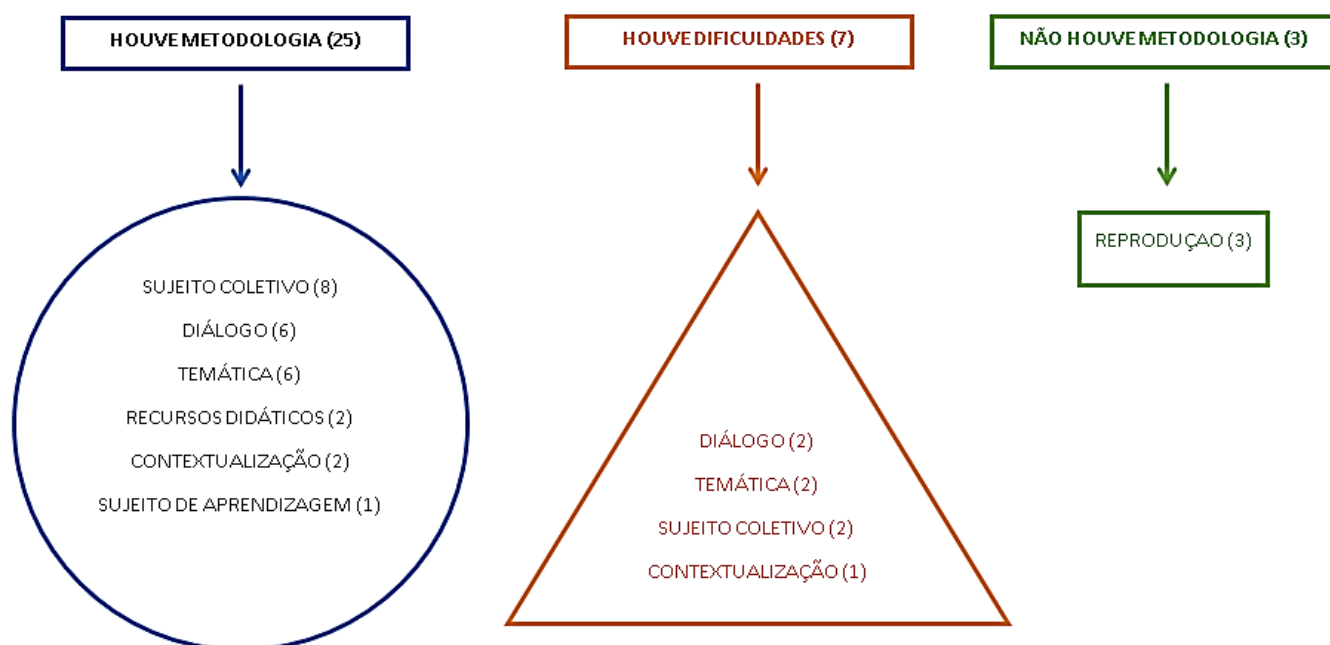 HOUVE METODOLOGIA (25)
SUJEITO COLETIVO (8)
DIÁLOGO (6)
TEMÁTICA (6)
RECURSOS DIDÁTICOS (2)
CONTEXTUALIZAÇÃO (2)
SUJEITO DE APRENDIZAGEM (1)
HOUVE DIFICULDADES (7)
DIÁLOGO (2)
TEMÁTICA (2)
SUJEITO COLETIVO (2)
CONTEXTUALIZAÇÃO (1)
NÃO HOUVE METODOLOGIA (3)
REPRODUÇAO (3)